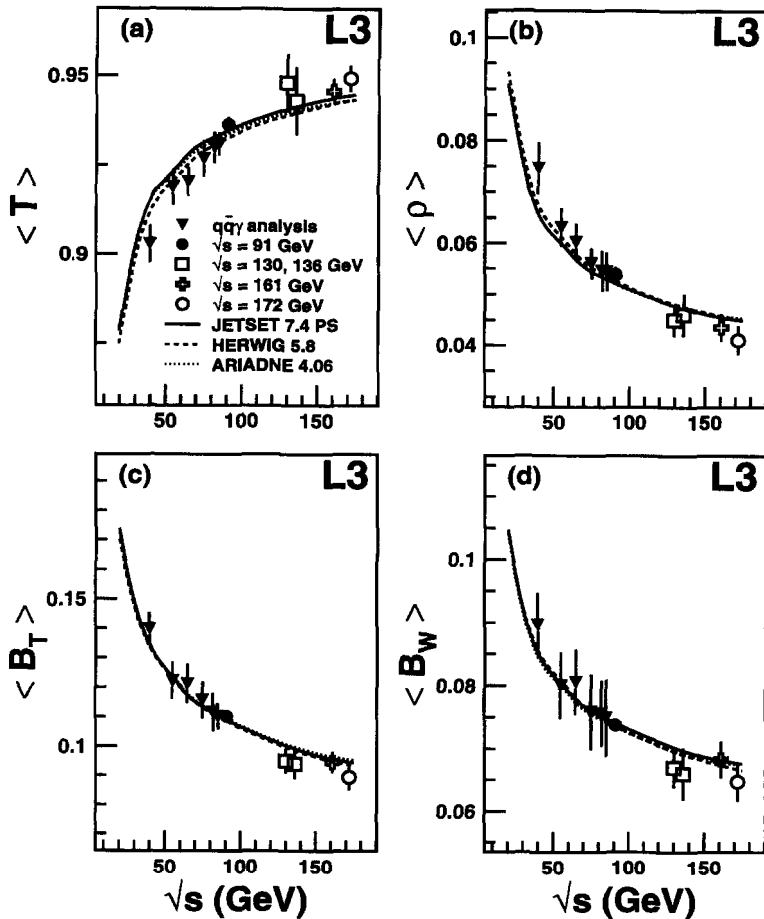 (a) L3
0.95
0.9
< T >
qq̄γ analysis
√s = 91 GeV
√s = 130, 136 GeV
√s = 161 GeV
√s = 172 GeV
JETSET 7.4 PS
HERWIG 5.8
ARIADNE 4.06
50 100 150
(b) L3
0.1
0.08
0.06
0.04
< ρ >
50 100 150
(c) L3
0.15
0.1
< B_T >
50 100 150
√s (GeV)
(d) L3
0.1
0.08
0.06
< B_W >
50 100 150
√s (GeV)